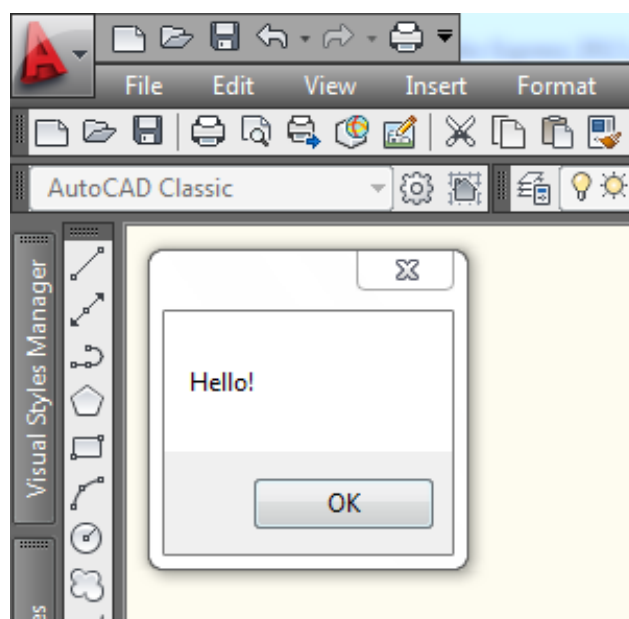 File Edit View Insert Format
AutoCAD Classic
Visual Styles Manager
Hello!
OK